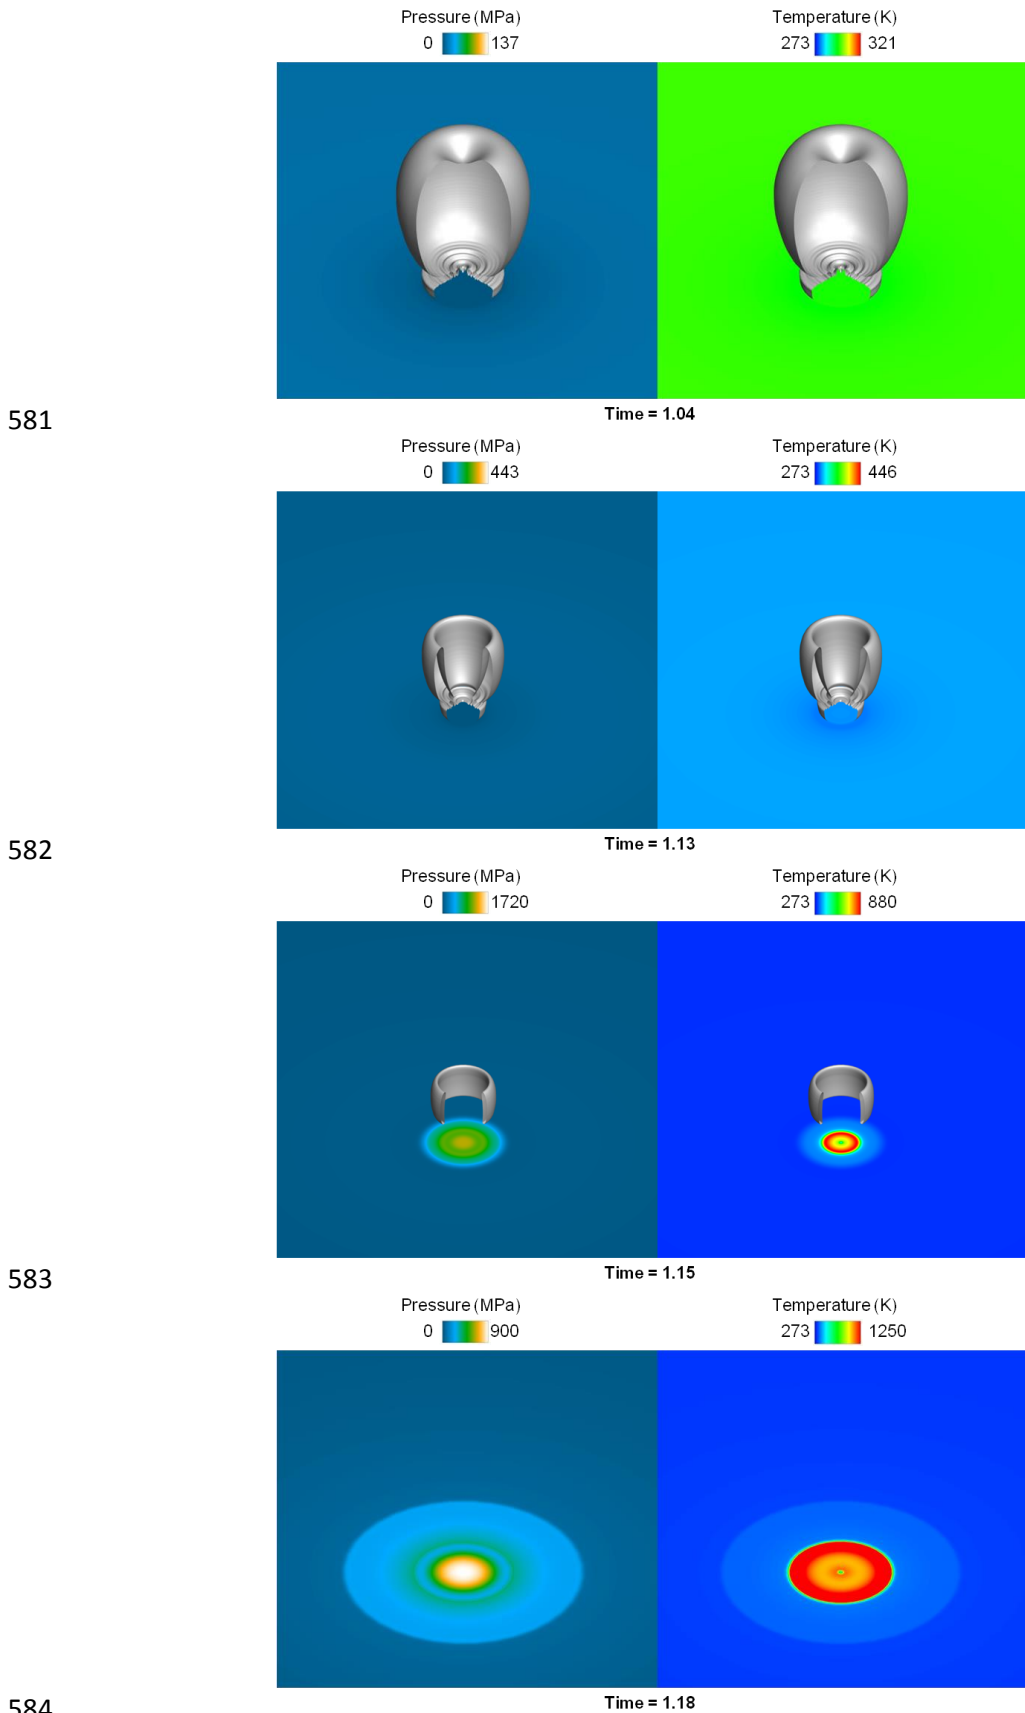 Pressure (MPa) Temperature (K)
0 137 273 321
581
Time = 1.04
Pressure (MPa) Temperature (K)
0 443 273 446
582
Time = 1.13
Pressure (MPa) Temperature (K)
0 1720 273 880
583
Time = 1.15
Pressure (MPa) Temperature (K)
0 900 273 1250
584
Time = 1.18